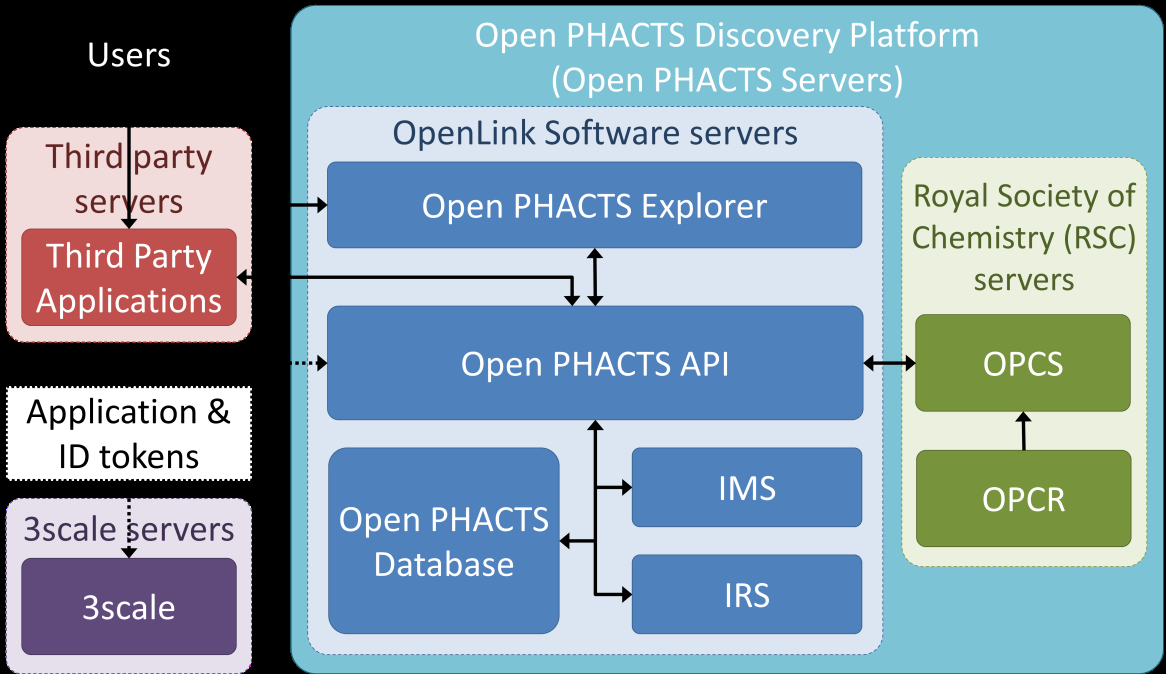 Users
Third party
servers
Third Party
Applications
Application &
ID tokens
3scale servers
3scale
Open PHACTS Discovery Platform
(Open PHACTS Servers)
OpenLink Software servers
Open PHACTS Explorer
Open PHACTS API
Open PHACTS
Database
IMS
IRS
Royal Society of
Chemistry (RSC)
servers
OPCS
OPCR